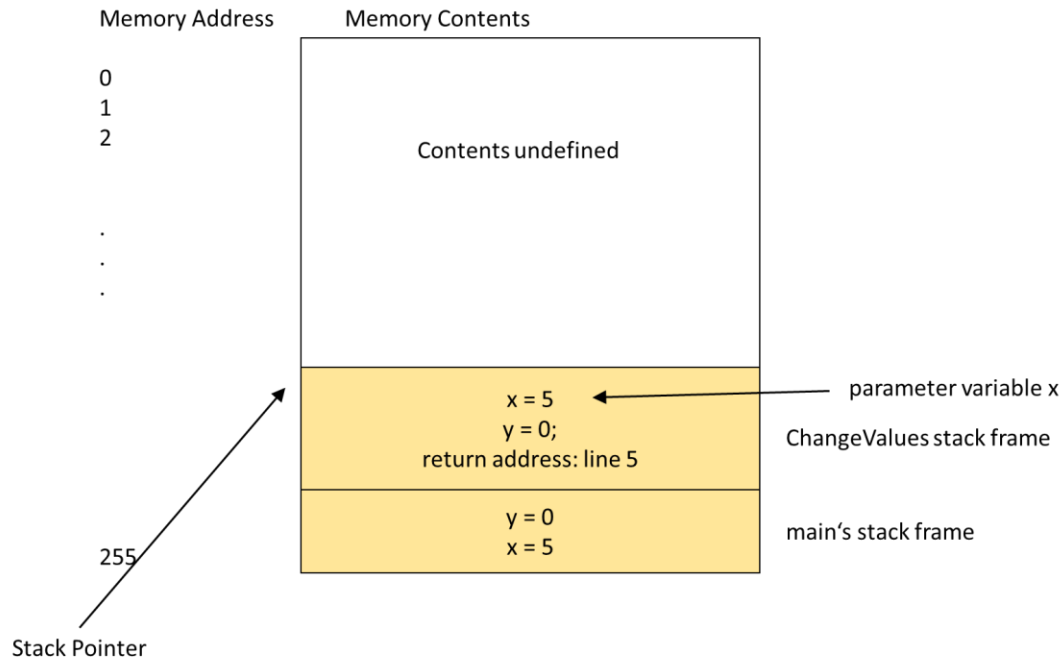 Memory Address
Memory Contents
0
1
2
Contents undefined
.
.
.
x = 5
parameter variable x
y = 0;
ChangeValues stack frame
return address: line 5
y = 0
main's stack frame
x = 5
255
Stack Pointer